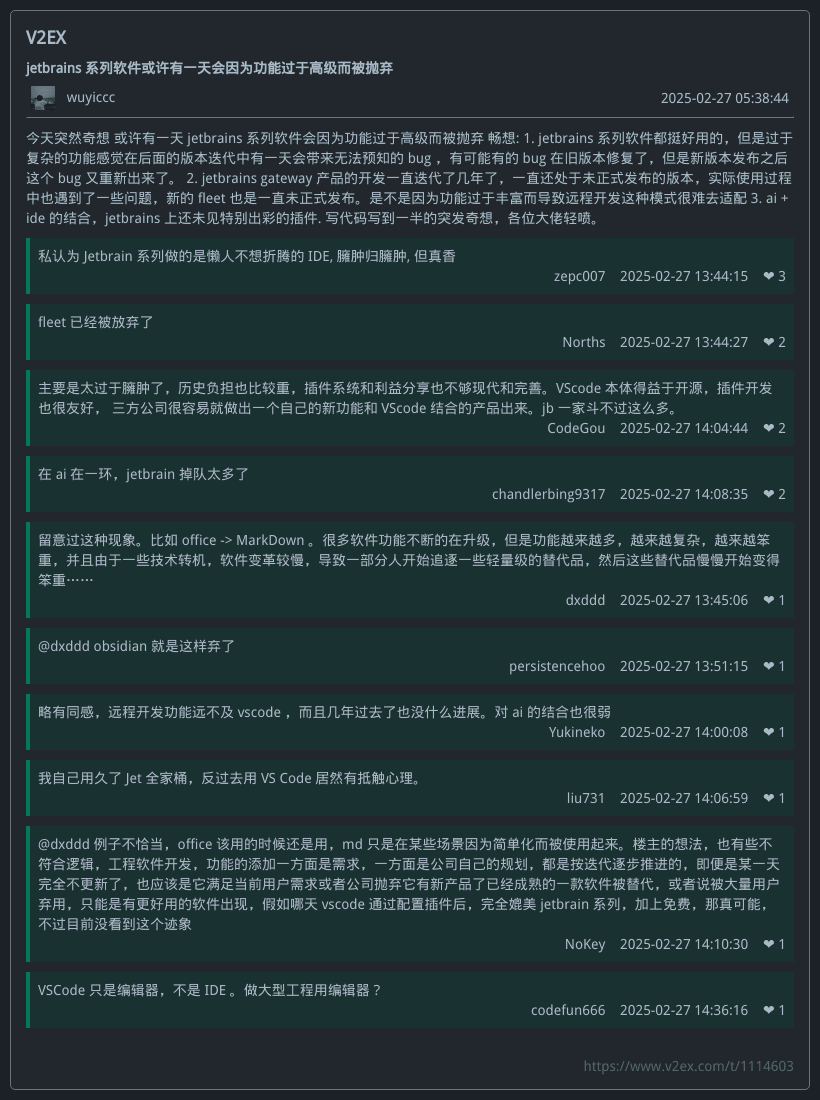 V2EX
jetbrains 系列软件或许有一天会因为功能过于高级而被抛弃
wuyiccc 2025-02-27 05:38:44
今天突然奇想 或许有一天 jetbrains 系列软件会因为功能过于高级而被抛弃 畅想: 1. jetbrains 系列软件都挺好用的，但是过于
复杂的功能感觉在后面的版本迭代中有一天会带来无法预知的 bug ，有可能有的 bug 在旧版本修复了，但是新版本发布之后
这个 bug 又重新出来了。 2. jetbrains gateway 产品的开发一直迭代了几年了，一直还处于未正式发布的版本，实际使用过程
中也遇到了一些问题，新的 fleet 也是一直未正式发布。是不是因为功能过于丰富而导致远程开发这种模式很难去适配 3. ai +
ide 的结合，jetbrains 上还未见特别出彩的插件. 写代码写到一半的突发奇想，各位大佬轻喷。
私认为 Jetbrain 系列做的是懒人不想折腾的 IDE, 臃肿归臃肿, 但真香
zepc007 2025-02-27 13:44:15 ❤ 3
fleet 已经被放弃了
Norths 2025-02-27 13:44:27 ❤ 2
主要是太过于臃肿了，历史负担也比较重，插件系统和利益分享也不够现代和完善。VScode 本体得益于开源，插件开发
也很友好， 三方公司很容易就做出一个自己的新功能和 VScode 结合的产品出来。jb 一家斗不过这么多。
CodeGou 2025-02-27 14:04:44 ❤ 2
在 ai 在一环，jetbrain 掉队太多了
chandlerbing9317 2025-02-27 14:08:35 ❤ 2
留意过这种现象。比如 office -> MarkDown 。很多软件功能不断的在升级，但是功能越来越多，越来越复杂，越来越笨
重，并且由于一些技术转机，软件变革较慢，导致一部分人开始追逐一些轻量级的替代品，然后这些替代品慢慢开始变得
笨重……
dxddd 2025-02-27 13:45:06 ❤ 1
@dxddd obsidian 就是这样弃了
persistencehoo 2025-02-27 13:51:15 ❤ 1
略有同感，远程开发功能远不及 vscode ，而且几年过去了也没什么进展。对 ai 的结合也很弱
Yukineko 2025-02-27 14:00:08 ❤ 1
我自己用久了 Jet 全家桶，反过去用 VS Code 居然有抵触心理。
liu731 2025-02-27 14:06:59 ❤ 1
@dxddd 例子不恰当，office 该用的时候还是用，md 只是在某些场景因为简单化而被使用起来。楼主的想法，也有些不
符合逻辑，工程软件开发，功能的添加一方面是需求，一方面是公司自己的规划，都是按迭代逐步推进的，即便是某一天
完全不更新了，也应该是它满足当前用户需求或者公司抛弃它有新产品了已经成熟的一款软件被替代，或者说被大量用户
弃用，只能是有更好用的软件出现，假如哪天 vscode 通过配置插件后，完全媲美 jetbrain 系列，加上免费，那真可能，
不过目前没看到这个迹象
NoKey 2025-02-27 14:10:30 ❤ 1
VSCode 只是编辑器，不是 IDE 。做大型工程用编辑器？
codefun666 2025-02-27 14:36:16 ❤ 1
https://www.v2ex.com/t/1114603